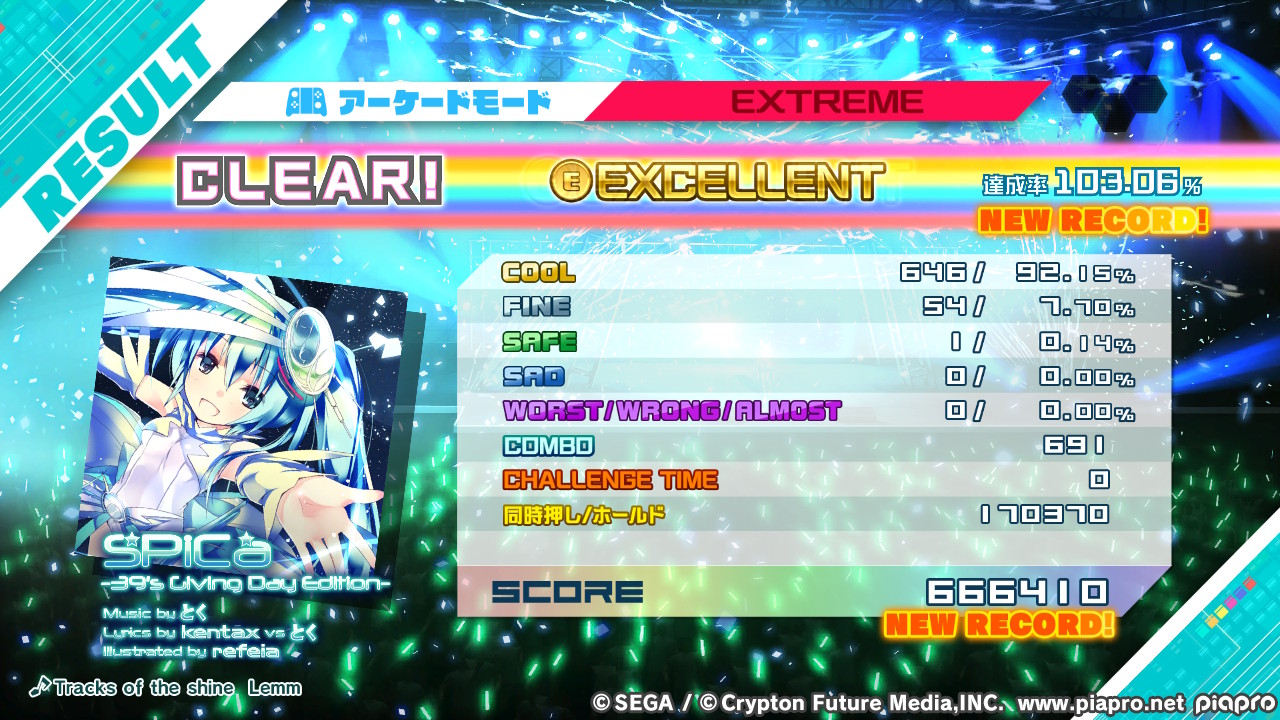 RESULT
アーケードモード EXTREME
CLEAR! E EXCELLENT 達成率 103.06%
NEW RECORD!
COOL 646 / 92.15%
FINE 54 / 7.70%
SAFE 1 / 0.14%
SAD 0 / 0.00%
WORST/WRONG/ALMOST 0 / 0.00%
COMBO 691
CHALLENGE TIME 0
同時押し/ホールド 170370
SCORE 666410
NEW RECORD!
SPiCa
-39's Giving Day Edition-
Music by とく
Lyrics by kentax vs とく
Illustrated by refeia
♪Tracks of the shine Lemm
© SEGA / © Crypton Future Media,INC. www.piapro.net piapro